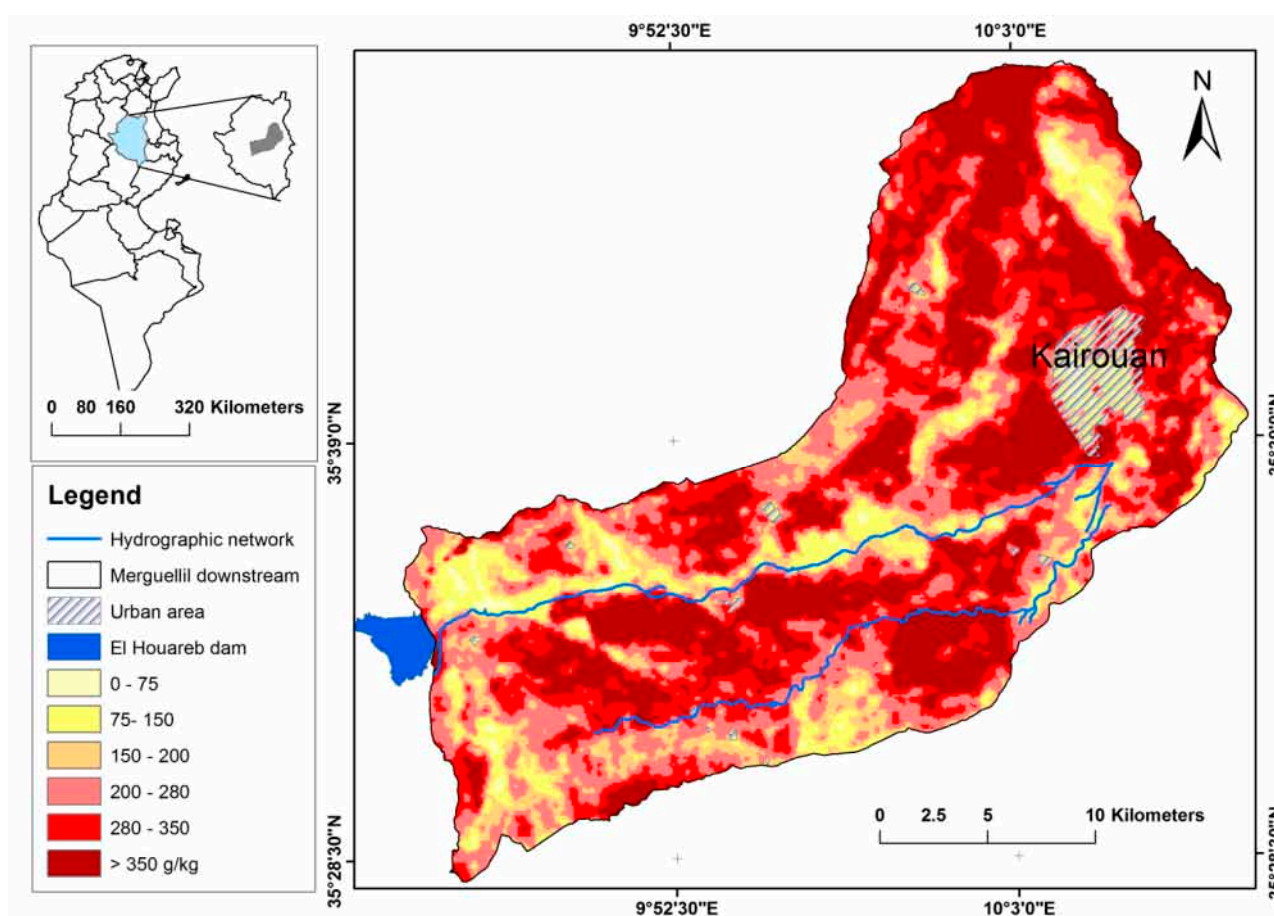 9°52'30"E
10°3'0"E
N
Kairouan
0 80 160 320 Kilometers
35°39'0"N
Legend
Hydrographic network
Merguellil downstream
Urban area
El Houareb dam
0 - 75
75- 150
150 - 200
200 - 280
280 - 350
> 350 g/kg
0 2.5 5 10 Kilometers
35°28'30"N
9°52'30"E
10°3'0"E